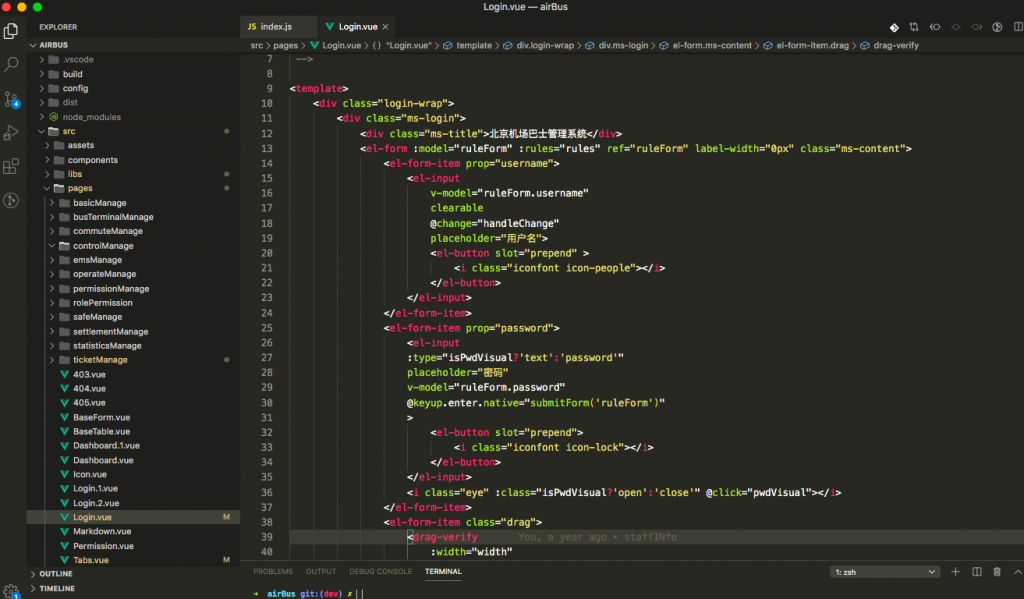 Login.vue — airBus
EXPLORER
JS index.js
Login.vue ×
AIRBUS
src > pages > Login.vue > {} "Login.vue" > template > div.login-wrap > div.ms-login > el-form.ms-content > el-form-item.drag > drag-verify
.vscode
build
config
dist
node_modules
src
assets
components
libs
pages
basicManage
busTerminalManage
commuteManage
controlManage
emsManage
operateManage
permissionManage
rolePermission
safeManage
settlementManage
statisticsManage
ticketManage
403.vue
404.vue
405.vue
BaseForm.vue
BaseTable.vue
Dashboard.1.vue
Dashboard.vue
Icon.vue
Login.1.vue
Login.2.vue
Login.vue M
Markdown.vue
Permission.vue
Tabs.vue M
OUTLINE
TIMELINE
4
1
7 -->
8
9 <template>
10 <div class="login-wrap">
11 <div class="ms-login">
12 <div class="ms-title">北京机场巴士管理系统</div>
13 <el-form :model="ruleForm" :rules="rules" ref="ruleForm" label-width="0px" class="ms-content">
14 <el-form-item prop="username">
15 <el-input
16 v-model="ruleForm.username"
17 clearable
18 @change="handleChange"
19 placeholder="用户名">
20 <el-button slot="prepend" >
21 <i class="iconfont icon-people"></i>
22 </el-button>
23 </el-input>
24 </el-form-item>
25 <el-form-item prop="password">
26 <el-input
27 :type="isPwdVisual?'text':'password'"
28 placeholder="密码"
29 v-model="ruleForm.password"
30 @keyup.enter.native="submitForm('ruleForm')"
31 >
32 <el-button slot="prepend">
33 <i class="iconfont icon-lock"></i>
34 </el-button>
35 </el-input>
36 <i class="eye" :class="isPwdVisual?'open':'close'" @click="pwdVisual"></i>
37 </el-form-item>
38 <el-form-item class="drag">
39 <drag-verify You, a year ago • staffINfo
40 :width="width"
PROBLEMS OUTPUT DEBUG CONSOLE TERMINAL 1: zsh
→ airBus git:(dev) ✗